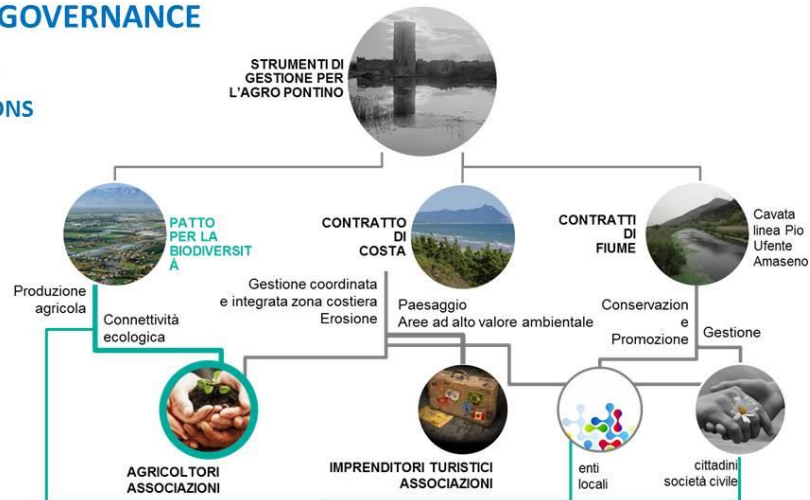 GOVERNANCE
ONS
STRUMENTI DI
GESTIONE PER
L'AGRO PONTINO
PATTO
PER LA
BIODIVERSIT
À
CONTRATTO
DI
COSTA
CONTRATTI
DI
FIUME
Cavata
linea Pio
Ufente
Amaseno
Produzione
agricola
Connettività
ecologica
Gestione coordinata
e integrata zona costiera
Erosione
Paesaggio
Aree ad alto valore ambientale
Conservazion
e
Promozione
Gestione
AGRICOLTORI
ASSOCIAZIONI
IMPRENDITORI TURISTICI
ASSOCIAZIONI
enti
locali
cittadini
società civile